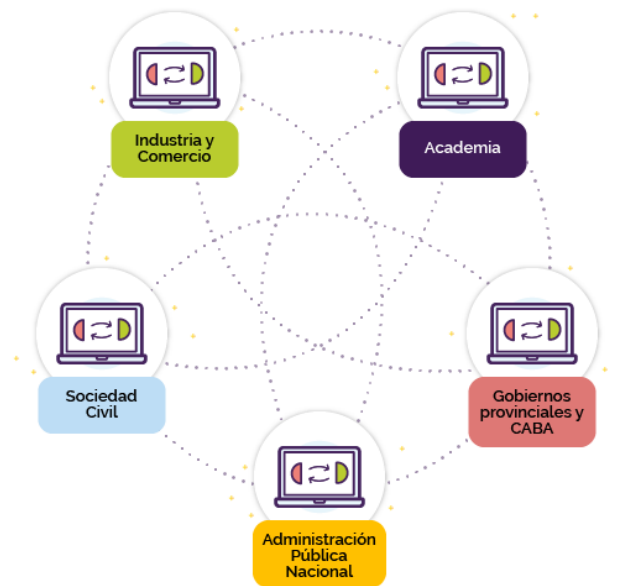 Industria y
Comercio
Academia
Sociedad
Civil
Gobiernos
provinciales y
CABA
Administración
Pública
Nacional